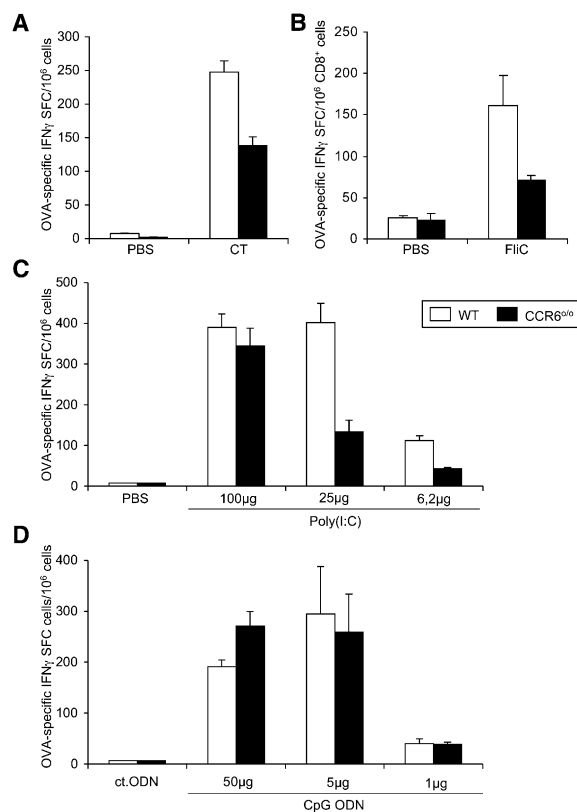 A
OVA-specific IFNγ SFC/10⁶ cells
300
250
200
150
100
50
0
PBS
CT
B
OVA-specific IFNγ SFC/10⁶ CD8⁺ cells
250
200
150
100
50
0
PBS
FliC
C
OVA-specific IFNγ SFC/10⁶ cells
500
400
300
200
100
0
WT
CCR6o/o
PBS
100µg
25µg
6,2µg
Poly(I:C)
D
OVA-specific IFNγ SFC cells/10⁶ cells
400
300
200
100
0
ct.ODN
50µg
5µg
1µg
CpG ODN